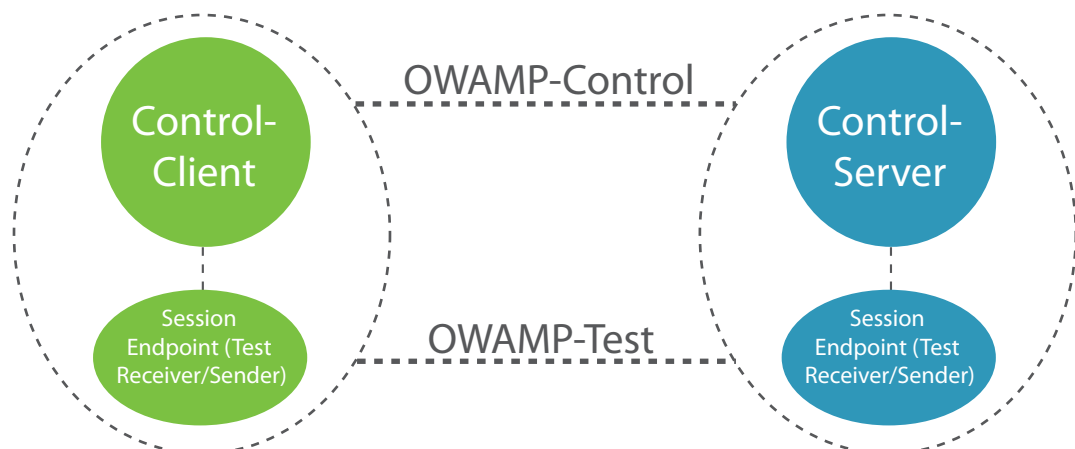 OWAMP-Control
Control-
Client
Control-
Server
Session
Endpoint (Test
Receiver/Sender)
OWAMP-Test
Session
Endpoint (Test
Receiver/Sender)